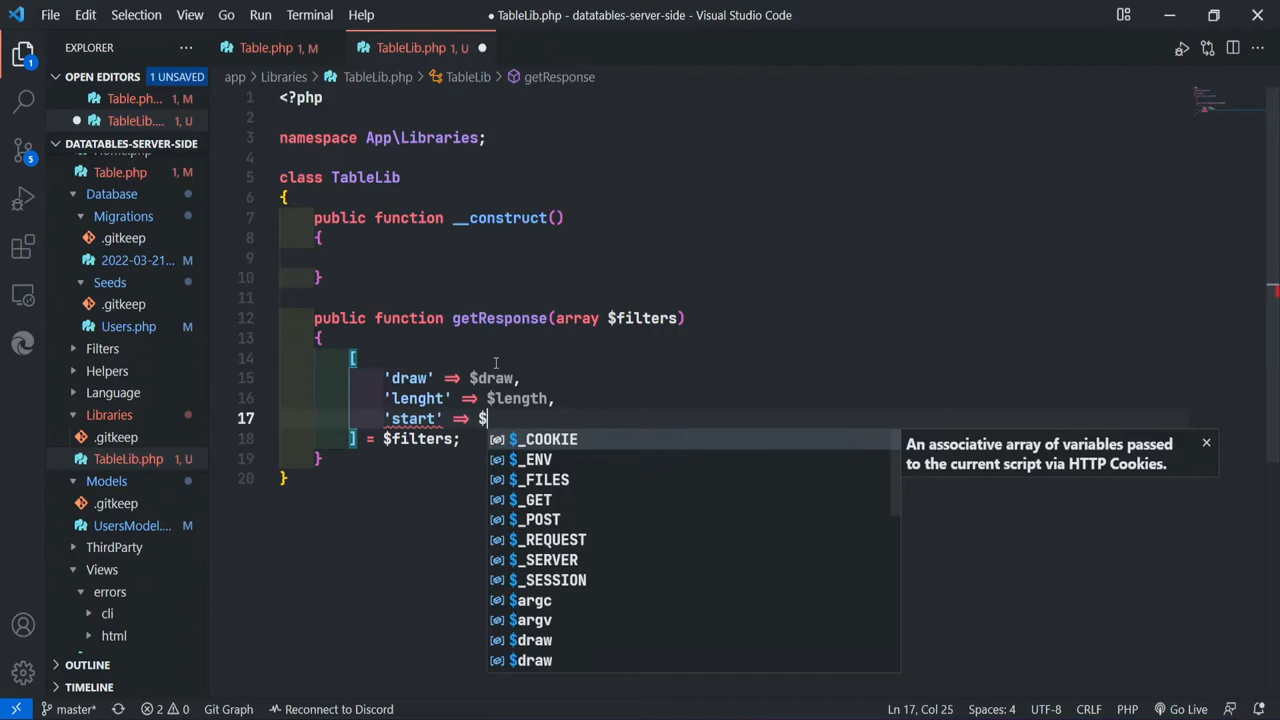 File Edit Selection View Go Run Terminal Help
● TableLib.php - datatables-server-side - Visual Studio Code
EXPLORER
Table.php 1, M
TableLib.php 1, U
OPEN EDITORS 1 UNSAVED
app > Libraries > TableLib.php > TableLib > getResponse
Table.ph... 1, M
TableLib.... 1, U
DATATABLES-SERVER-SIDE
Table.php 1, M
Database
Migrations
.gitkeep
2022-03-21... M
Seeds
.gitkeep
Users.php M
Filters
Helpers
Language
Libraries
.gitkeep
TableLib.php 1, U
Models
.gitkeep
UsersModel.... M
ThirdParty
Views
errors
cli
html
OUTLINE
TIMELINE
1 <?php
2
3 namespace App\Libraries;
4
5 class TableLib
6 {
7 public function __construct()
8 {
9
10 }
11
12 public function getResponse(array $filters)
13 {
14 [
15 'draw' => $draw,
16 'lenght' => $length,
17 'start' => $
18 ] = $filters;
19 }
20 }
$_COOKIE
$_ENV
$_FILES
$_GET
$_POST
$_REQUEST
$_SERVER
$_SESSION
$argc
$argv
$draw
$draw
An associative array of variables passed
to the current script via HTTP Cookies.
1
5
master* 2 0 Git Graph Reconnect to Discord Ln 17, Col 25 Spaces: 4 UTF-8 CRLF PHP Go Live